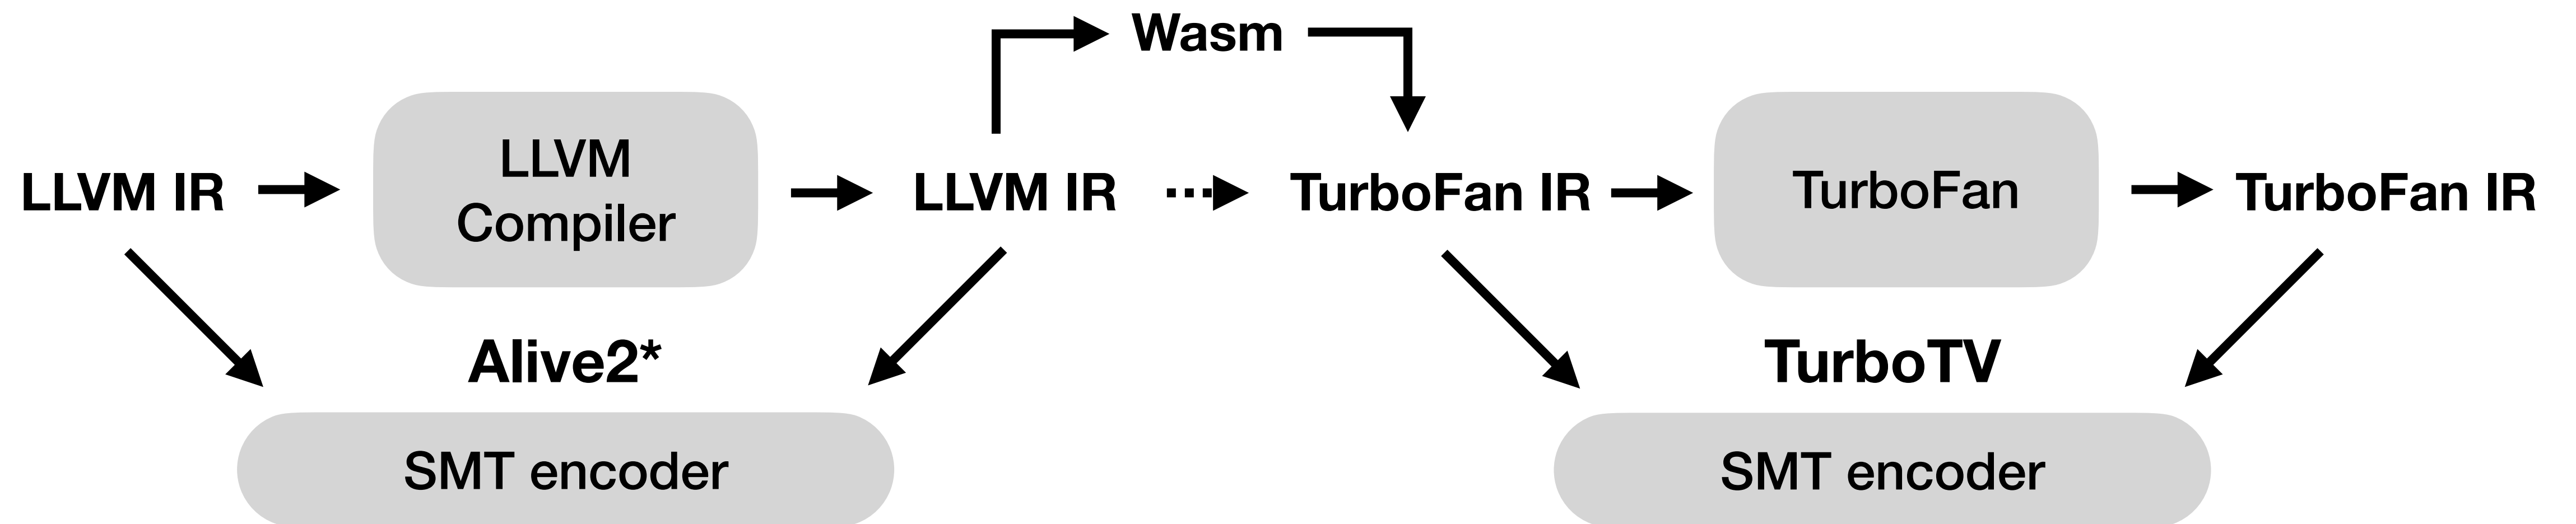 Wasm
LLVM IR
LLVM
Compiler
LLVM IR
TurboFan IR
TurboFan
TurboFan IR
Alive2*
TurboTV
SMT encoder
SMT encoder